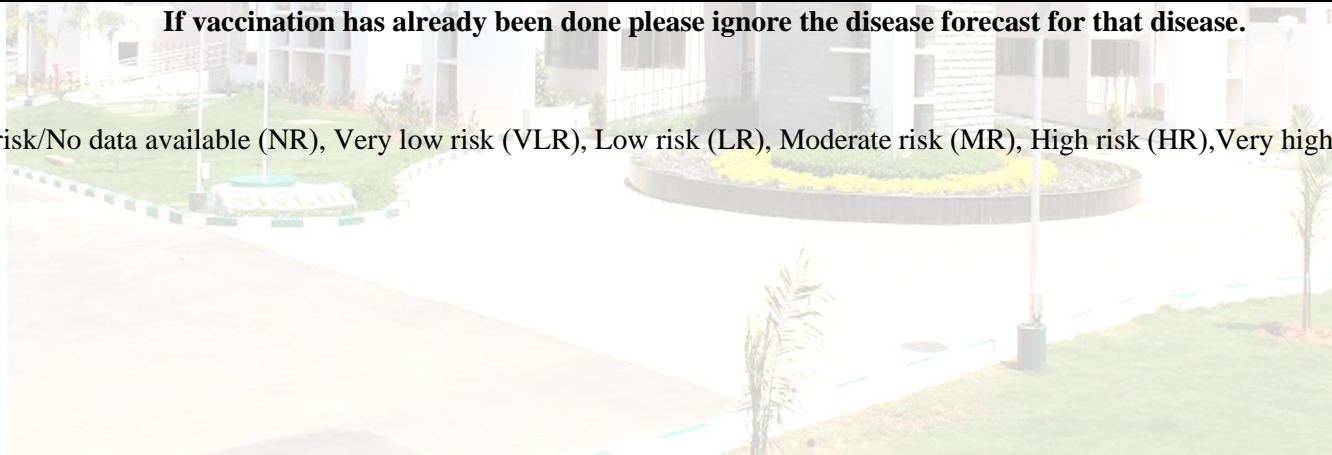 If vaccination has already been done please ignore the disease forecast for that disease.
risk/No data available (NR), Very low risk (VLR), Low risk (LR), Moderate risk (MR), High risk (HR),Very high